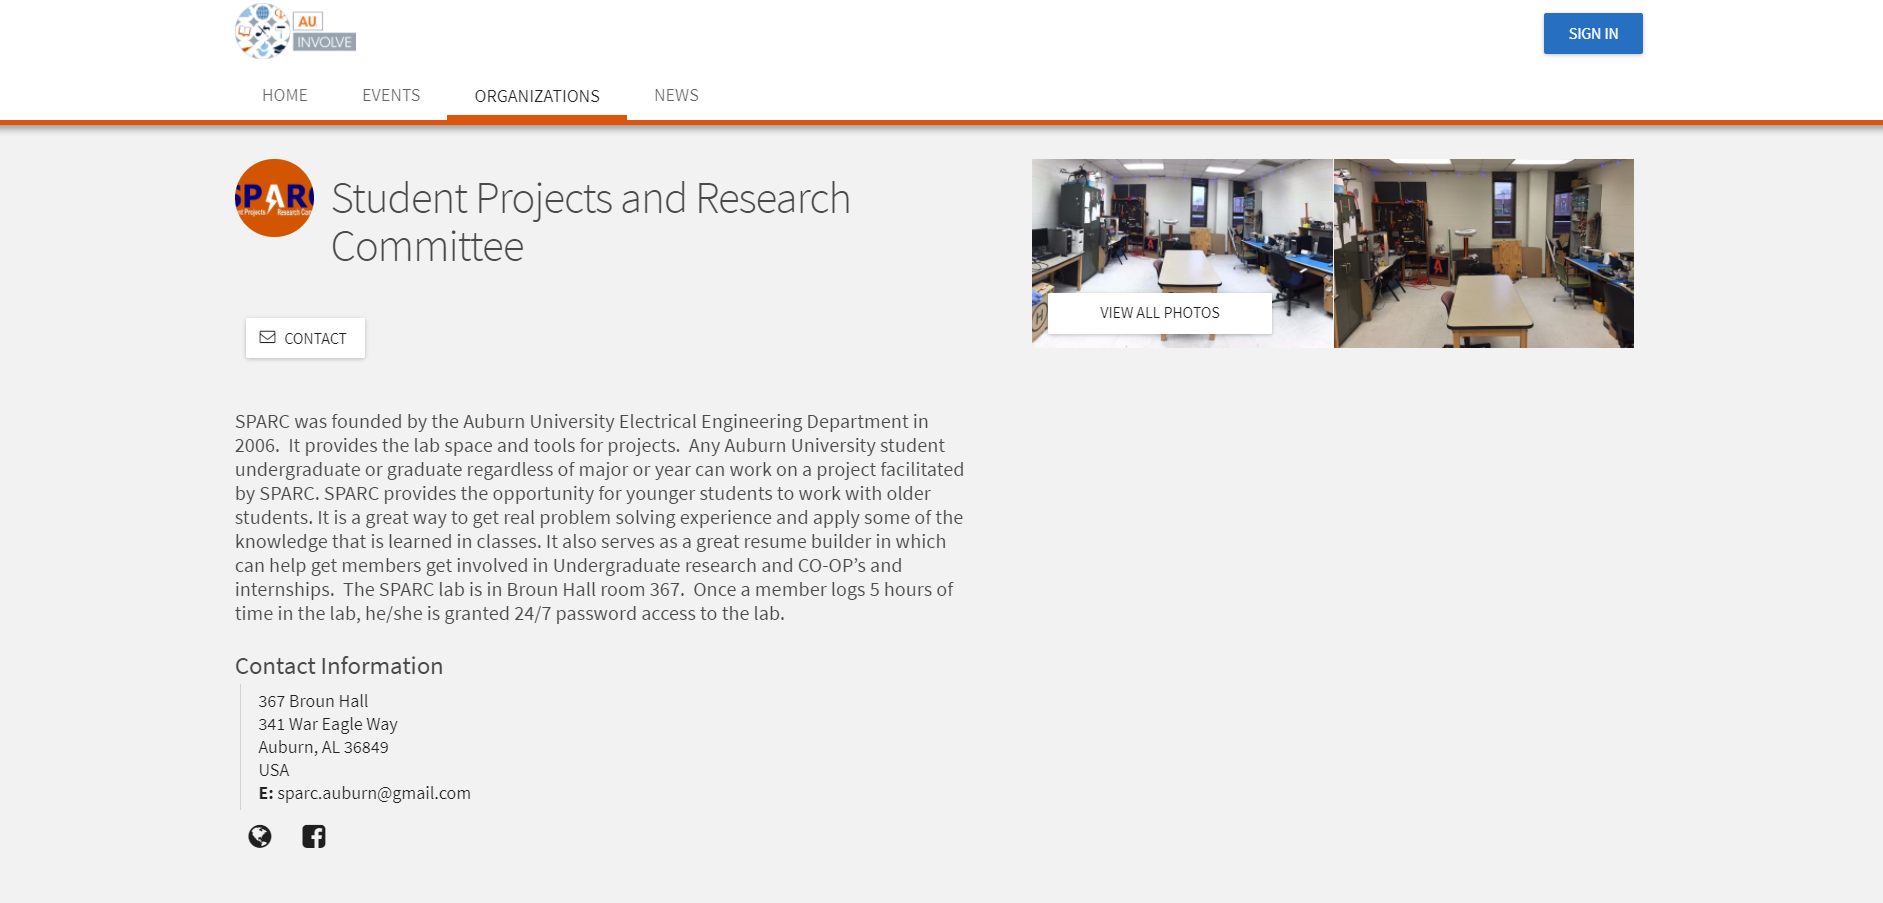 AU
INVOLVE
SIGN IN
HOME
EVENTS
ORGANIZATIONS
NEWS
SPARC
nt Projects
Research Com
Student Projects and Research
Committee
CONTACT
VIEW ALL PHOTOS
SPARC was founded by the Auburn University Electrical Engineering Department in
2006.  It provides the lab space and tools for projects.  Any Auburn University student
undergraduate or graduate regardless of major or year can work on a project facilitated
by SPARC. SPARC provides the opportunity for younger students to work with older
students. It is a great way to get real problem solving experience and apply some of the
knowledge that is learned in classes. It also serves as a great resume builder in which
can help get members get involved in Undergraduate research and CO-OP’s and
internships.  The SPARC lab is in Broun Hall room 367.  Once a member logs 5 hours of
time in the lab, he/she is granted 24/7 password access to the lab.
Contact Information
367 Broun Hall
341 War Eagle Way
Auburn, AL 36849
USA
E: sparc.auburn@gmail.com